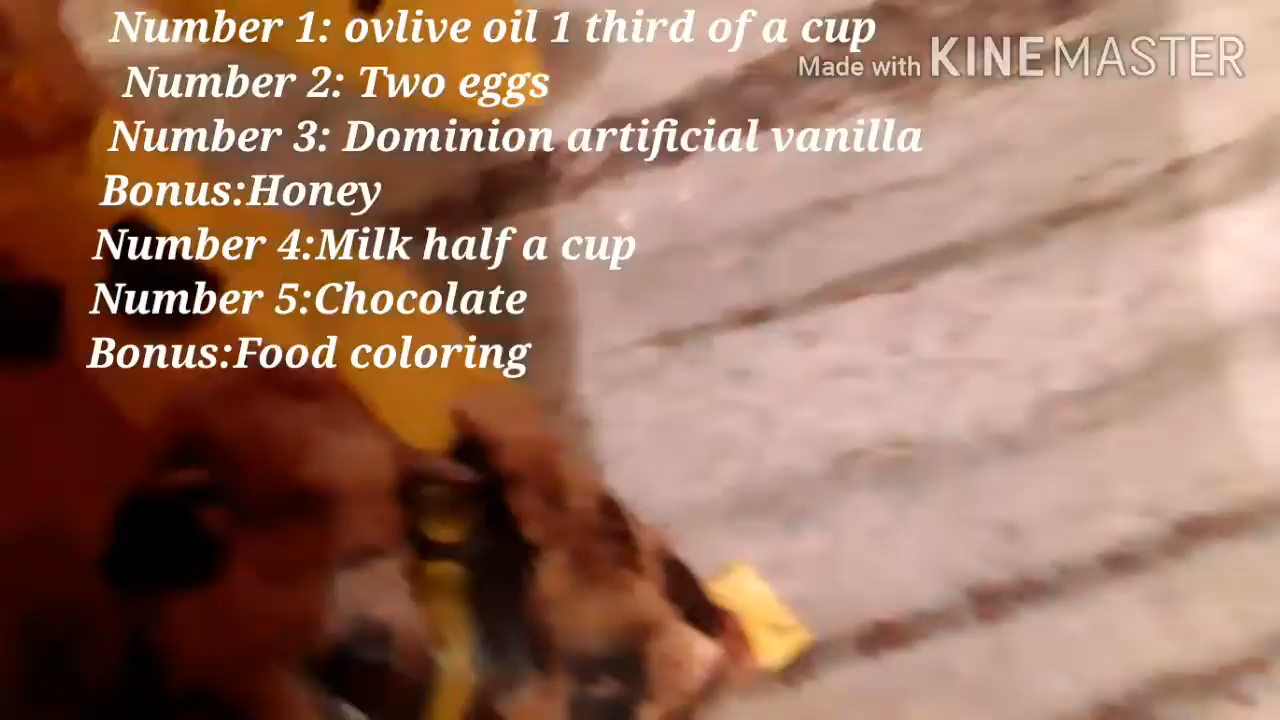 Number 1: ovlive oil 1 third of a cup
Made with KINEMASTER
Number 2: Two eggs
Number 3: Dominion artificial vanilla
Bonus:Honey
Number 4:Milk half a cup
Number 5:Chocolate
Bonus:Food coloring